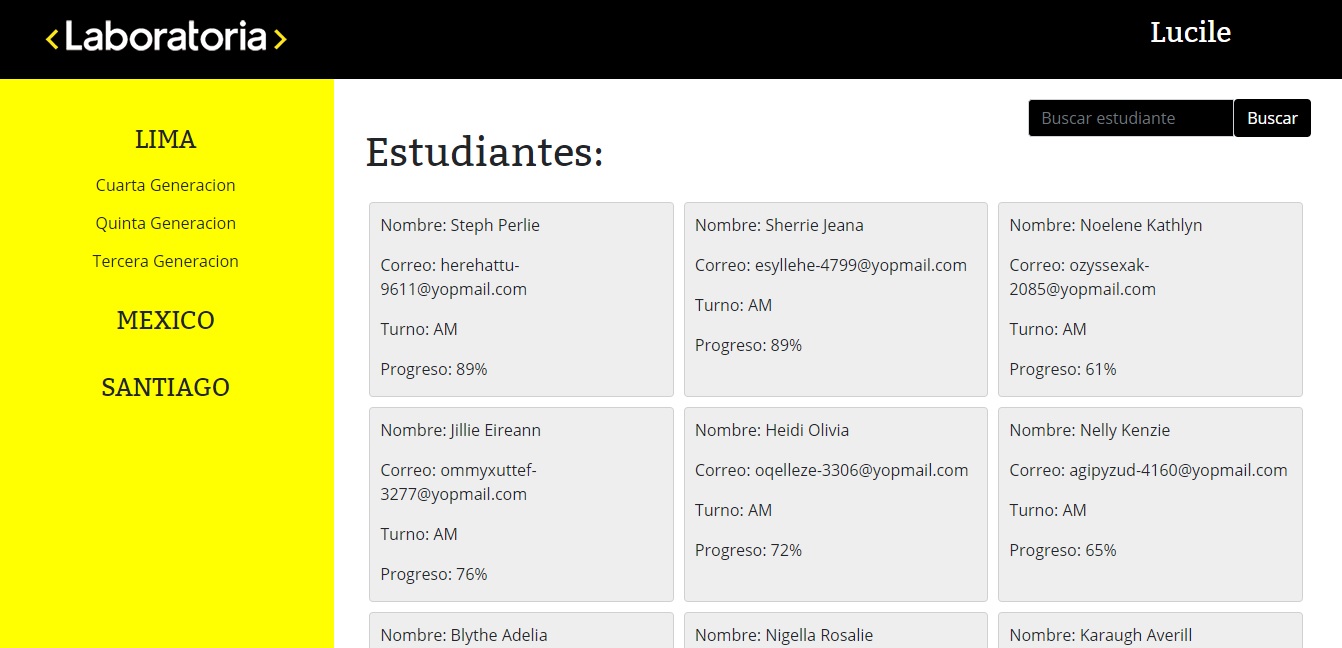 <Laboratoria>
Lucile
LIMA
Cuarta Generacion
Quinta Generacion
Tercera Generacion
MEXICO
SANTIAGO
Buscar estudiante
Buscar
Estudiantes:
Nombre: Steph Perlie
Correo: herehattu-
9611@yopmail.com
Turno: AM
Progreso: 89%
Nombre: Sherrie Jeana
Correo: esyllehe-4799@yopmail.com
Turno: AM
Progreso: 89%
Nombre: Noelene Kathlyn
Correo: ozyssexak-
2085@yopmail.com
Turno: AM
Progreso: 61%
Nombre: Jillie Eireann
Correo: ommyxuttef-
3277@yopmail.com
Turno: AM
Progreso: 76%
Nombre: Heidi Olivia
Correo: oqelleze-3306@yopmail.com
Turno: AM
Progreso: 72%
Nombre: Nelly Kenzie
Correo: agipyzud-4160@yopmail.com
Turno: AM
Progreso: 65%
Nombre: Blythe Adelia
Nombre: Nigella Rosalie
Nombre: Karaugh Averill